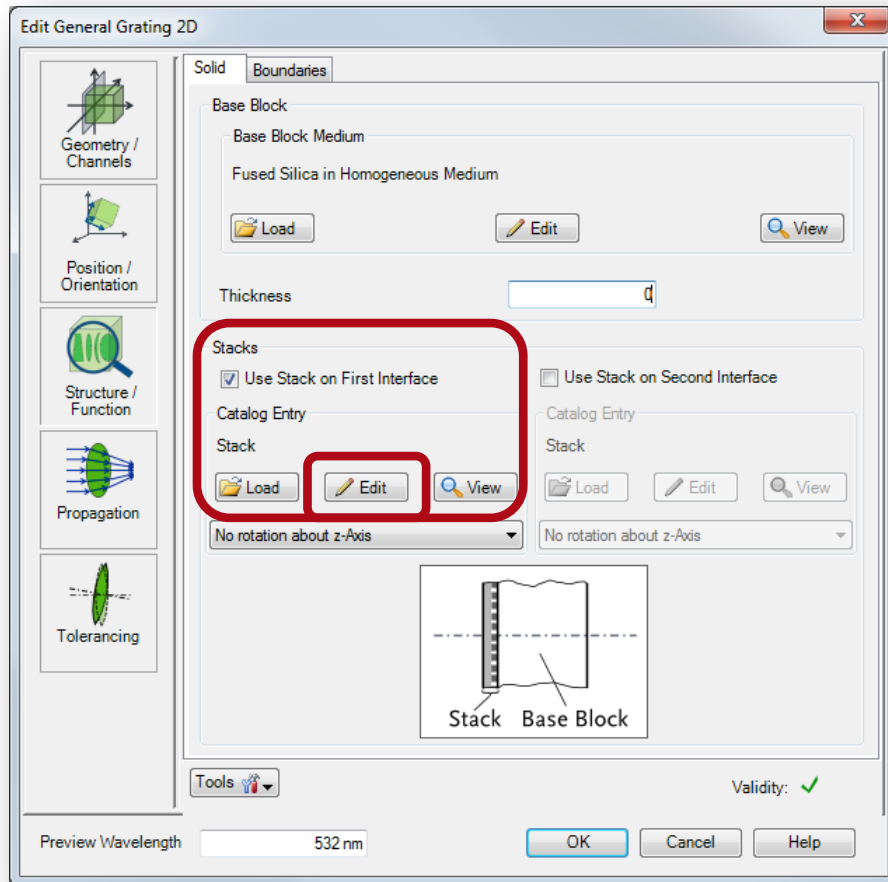 Edit General Grating 2D
Geometry /
Channels
Position /
Orientation
Structure /
Function
Propagation
Tolerancing
Solid
Boundaries
Base Block
Base Block Medium
Fused Silica in Homogeneous Medium
Load
Edit
View
Thickness
0
Stacks
Use Stack on First Interface
Catalog Entry
Stack
Load
Edit
View
No rotation about z-Axis
Use Stack on Second Interface
Catalog Entry
Stack
Load
Edit
View
No rotation about z-Axis
Stack Base Block
Tools
Validity:
Preview Wavelength
532 nm
OK
Cancel
Help